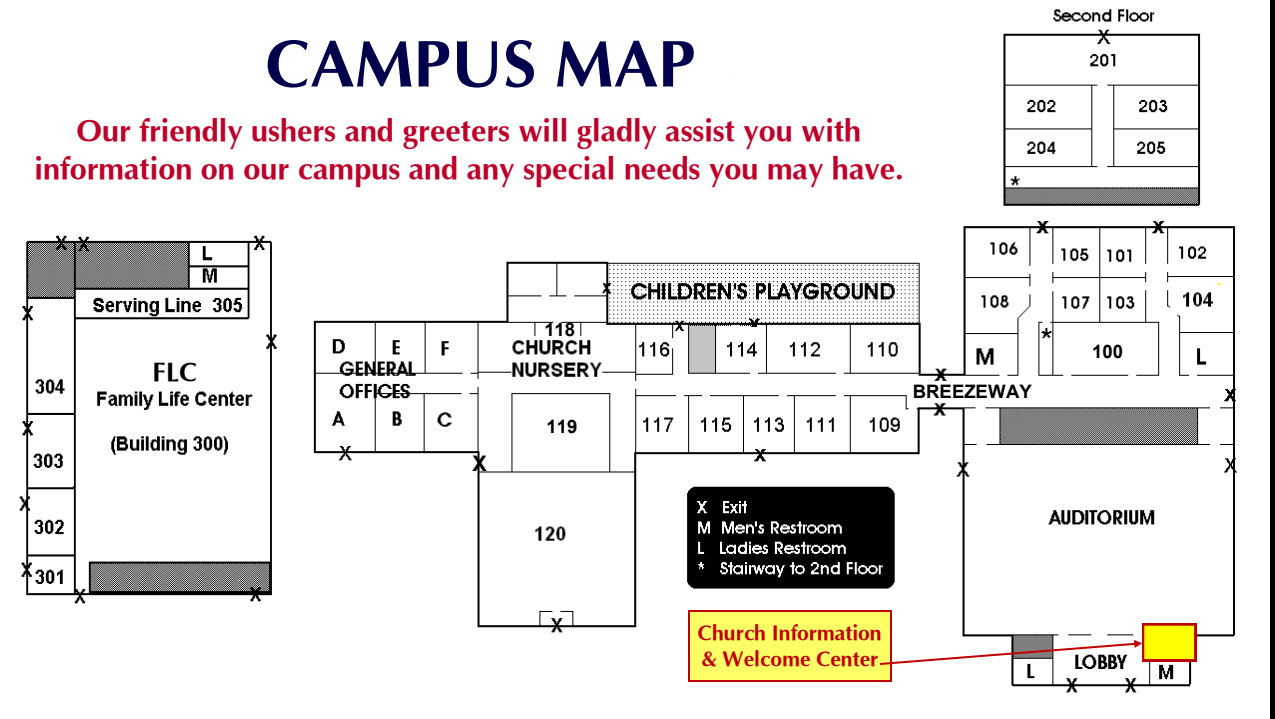 Second Floor
CAMPUS MAP
Our friendly ushers and greeters will gladly assist you with
information on our campus and any special needs you may have.
X
201
202 203
204 205
*
X X X
L
M
Serving Line 305
X
X
FLC
Family Life Center
(Building 300)
304
X
303
X
302
X
301
X X
CHILDREN'S PLAYGROUND
X
X X
D E F
GENERAL
OFFICES
A B C
X
118
CHURCH
NURSERY
119
X
120
X
116 114 112 110
117 115 113 111 109
X
X
BREEZEWAY
X
X X
106 105 101 102
108 107 103 104
*
M 100 L
X
X X
AUDITORIUM
X Exit
M Men's Restroom
L Ladies Restroom
* Stairway to 2nd Floor
Church Information
& Welcome Center
LOBBY
L M
X X